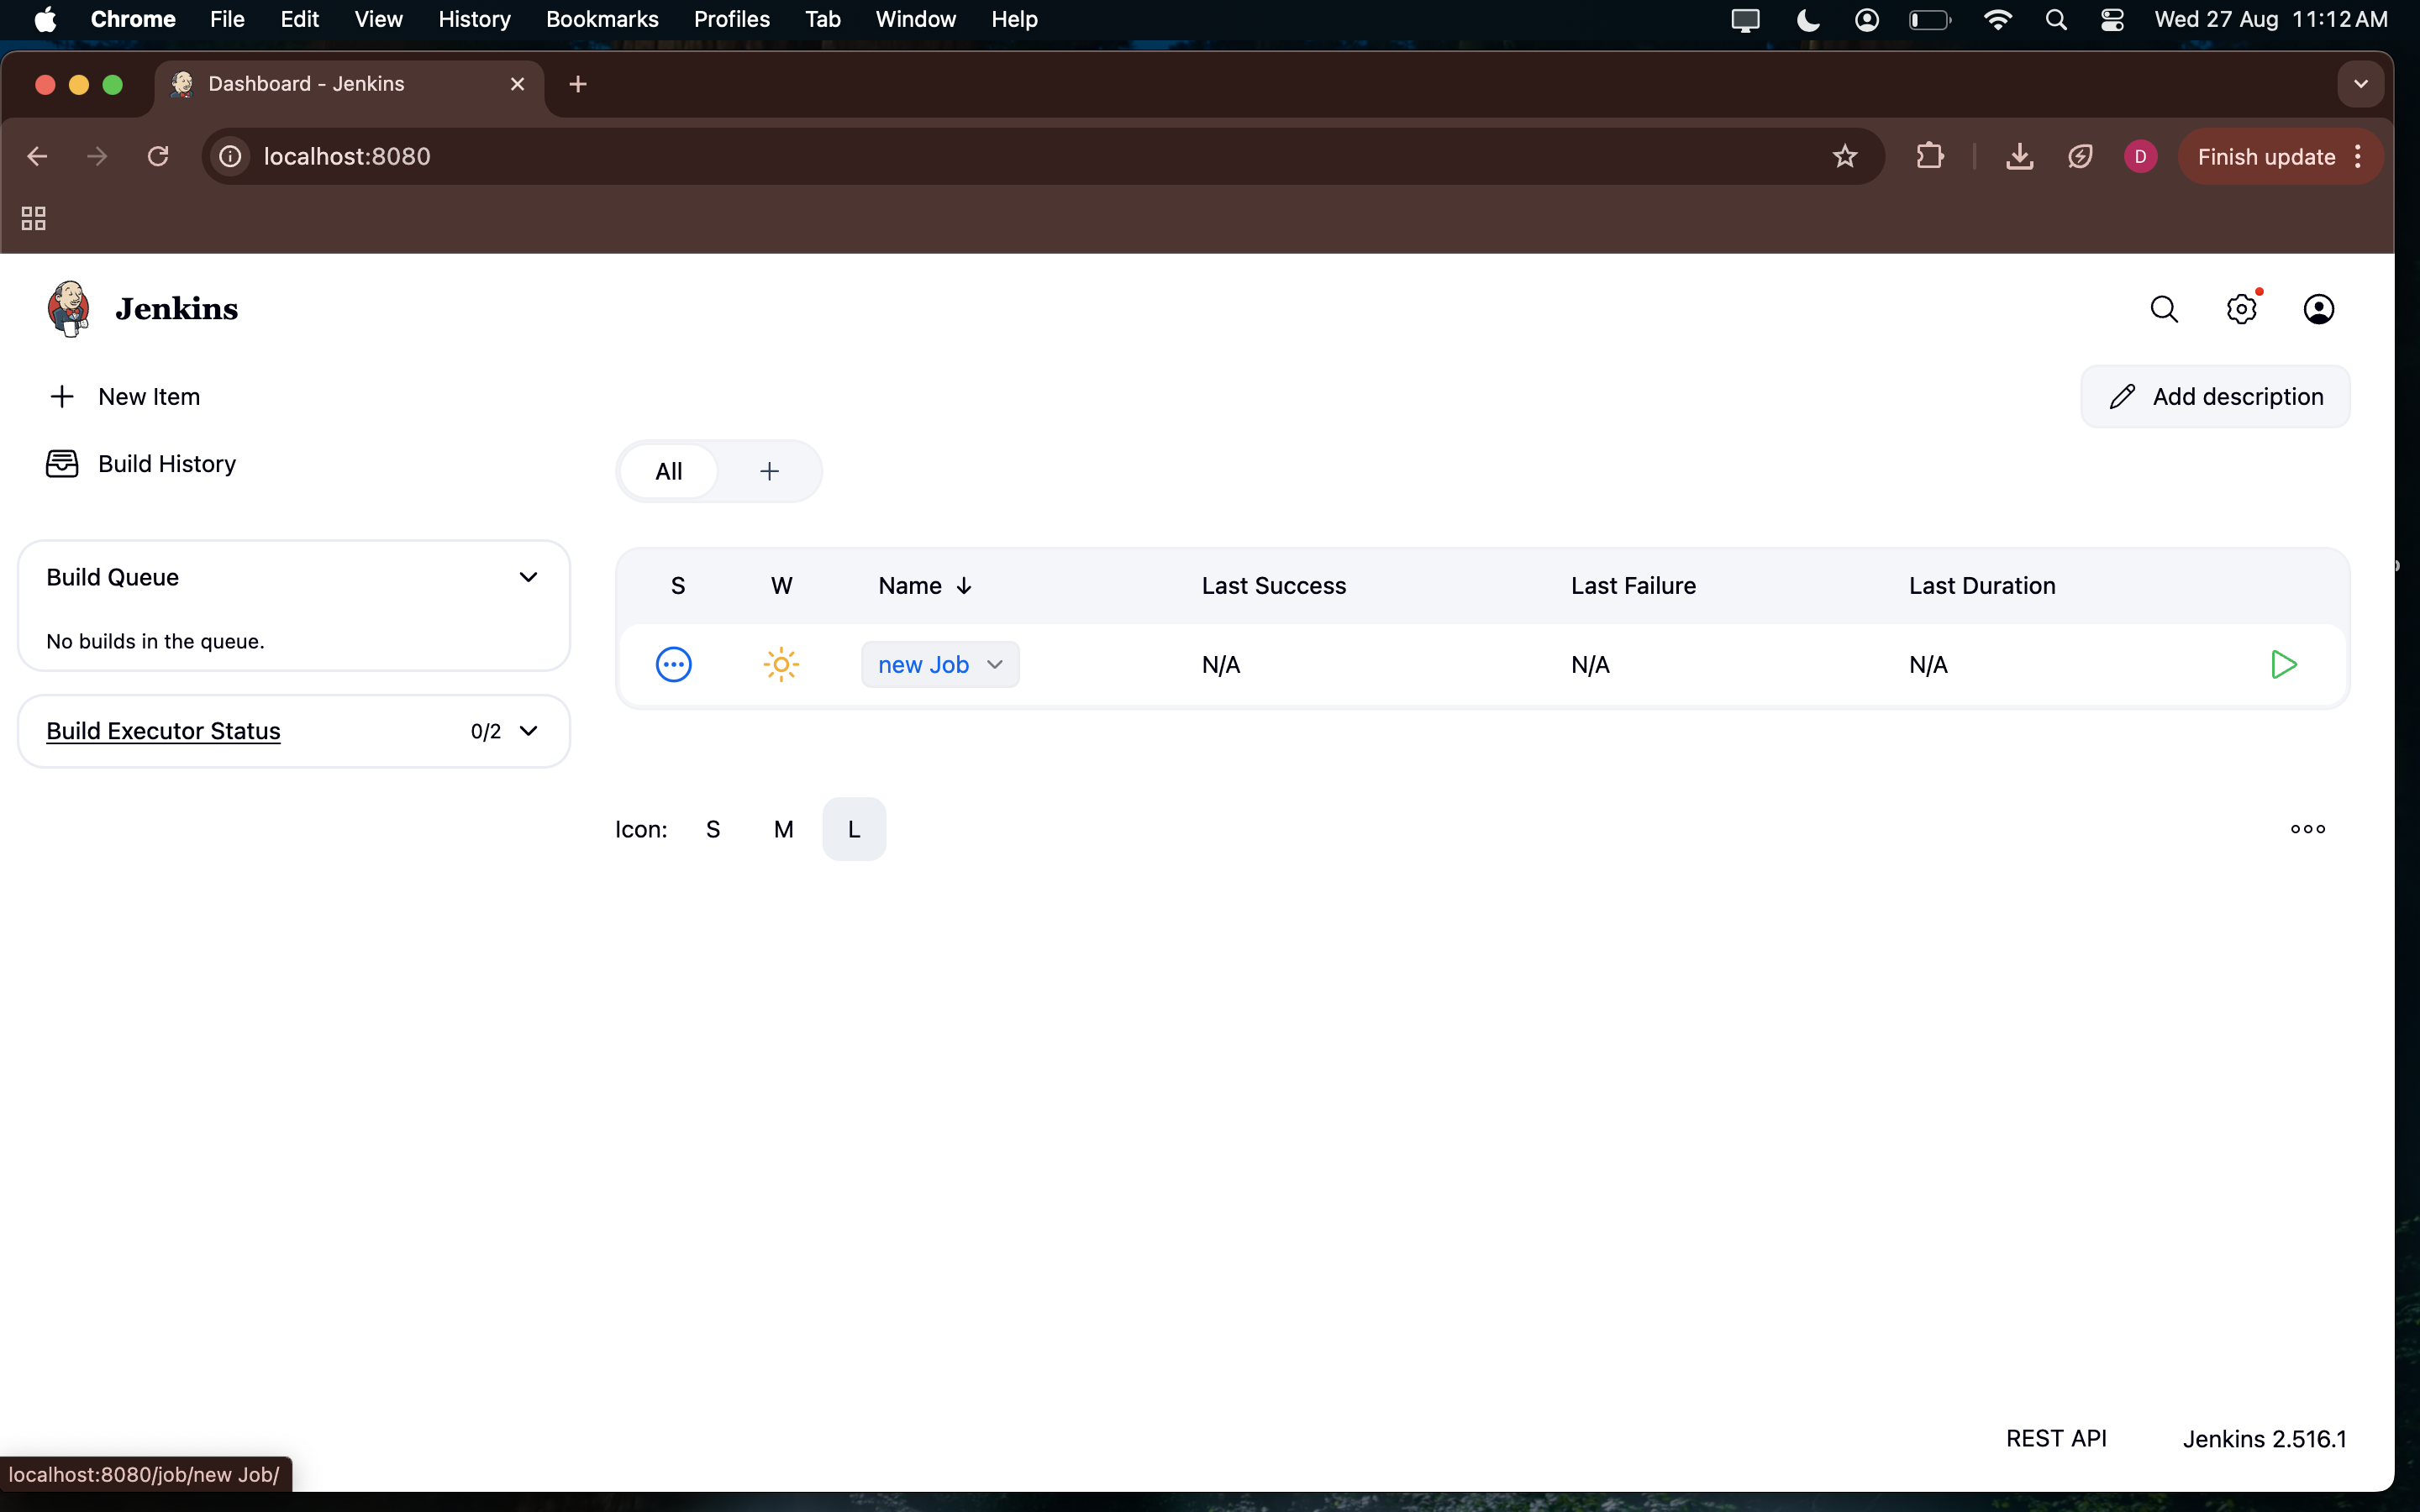 Chrome File Edit View History Bookmarks Profiles Tab Window Help Wed 27 Aug 11:12 AM
Dashboard - Jenkins
localhost:8080 D Finish update
Jenkins
New Item Add description
Build History
All
Build Queue
No builds in the queue.
Build Executor Status 0/2
S W Name Last Success Last Failure Last Duration
new Job N/A N/A N/A
Icon: S M L
REST API Jenkins 2.516.1
localhost:8080/job/new Job/